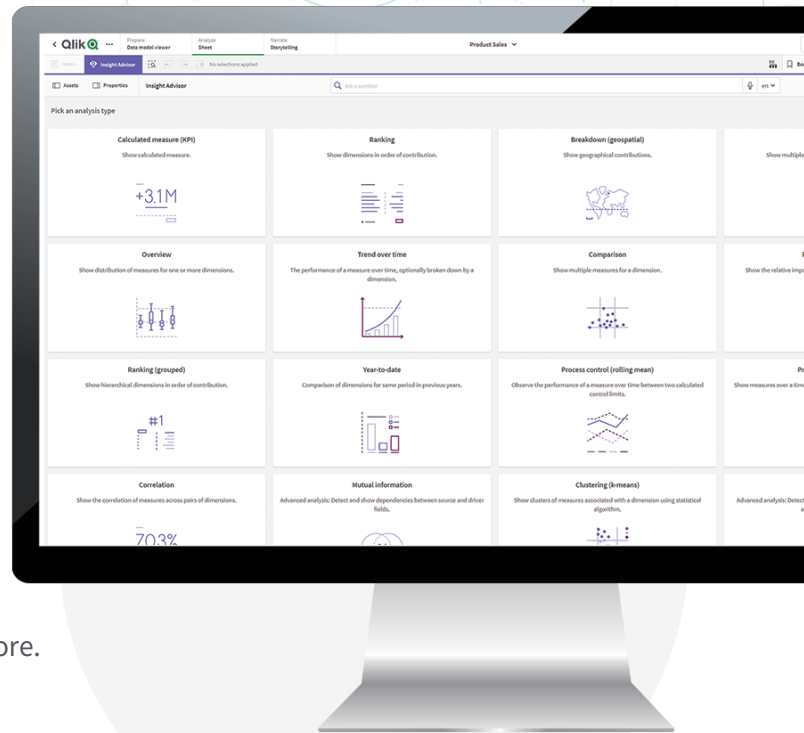 Qlik
Prepare
Data model viewer
Analyze
Sheet
Narrate
Storytelling
Product Sales
Notes
Insight Advisor
No selections applied
Assets
Properties
Insight Advisor
Ask a question
en
Pick an analysis type
Calculated measure (KPI)
Show calculated measure.
+3.1M
Ranking
Show dimensions in order of contribution.
Breakdown (geospatial)
Show geographical contributions.
Show multiple
Overview
Show distribution of measures for one or more dimensions.
Trend over time
The performance of a measure over time, optionally broken down by a
dimension.
Comparison
Show multiple measures for a dimension.
Show the relative
Ranking (grouped)
Show hierarchical dimensions in order of contribution.
#1
Year-to-date
Comparison of dimensions for same period in previous years.
Process control (rolling mean)
Observe the performance of a measure over time between two calculated
control limits.
Show measures over a
Correlation
Show the correlation of measures across pairs of dimensions.
70.3%
Mutual information
Advanced analysis: Detect and show dependencies between source and driver
fields.
Clustering (k-means)
Show clusters of measures associated with a dimension using statistical
algorithm.
Advanced analysis:
ore.